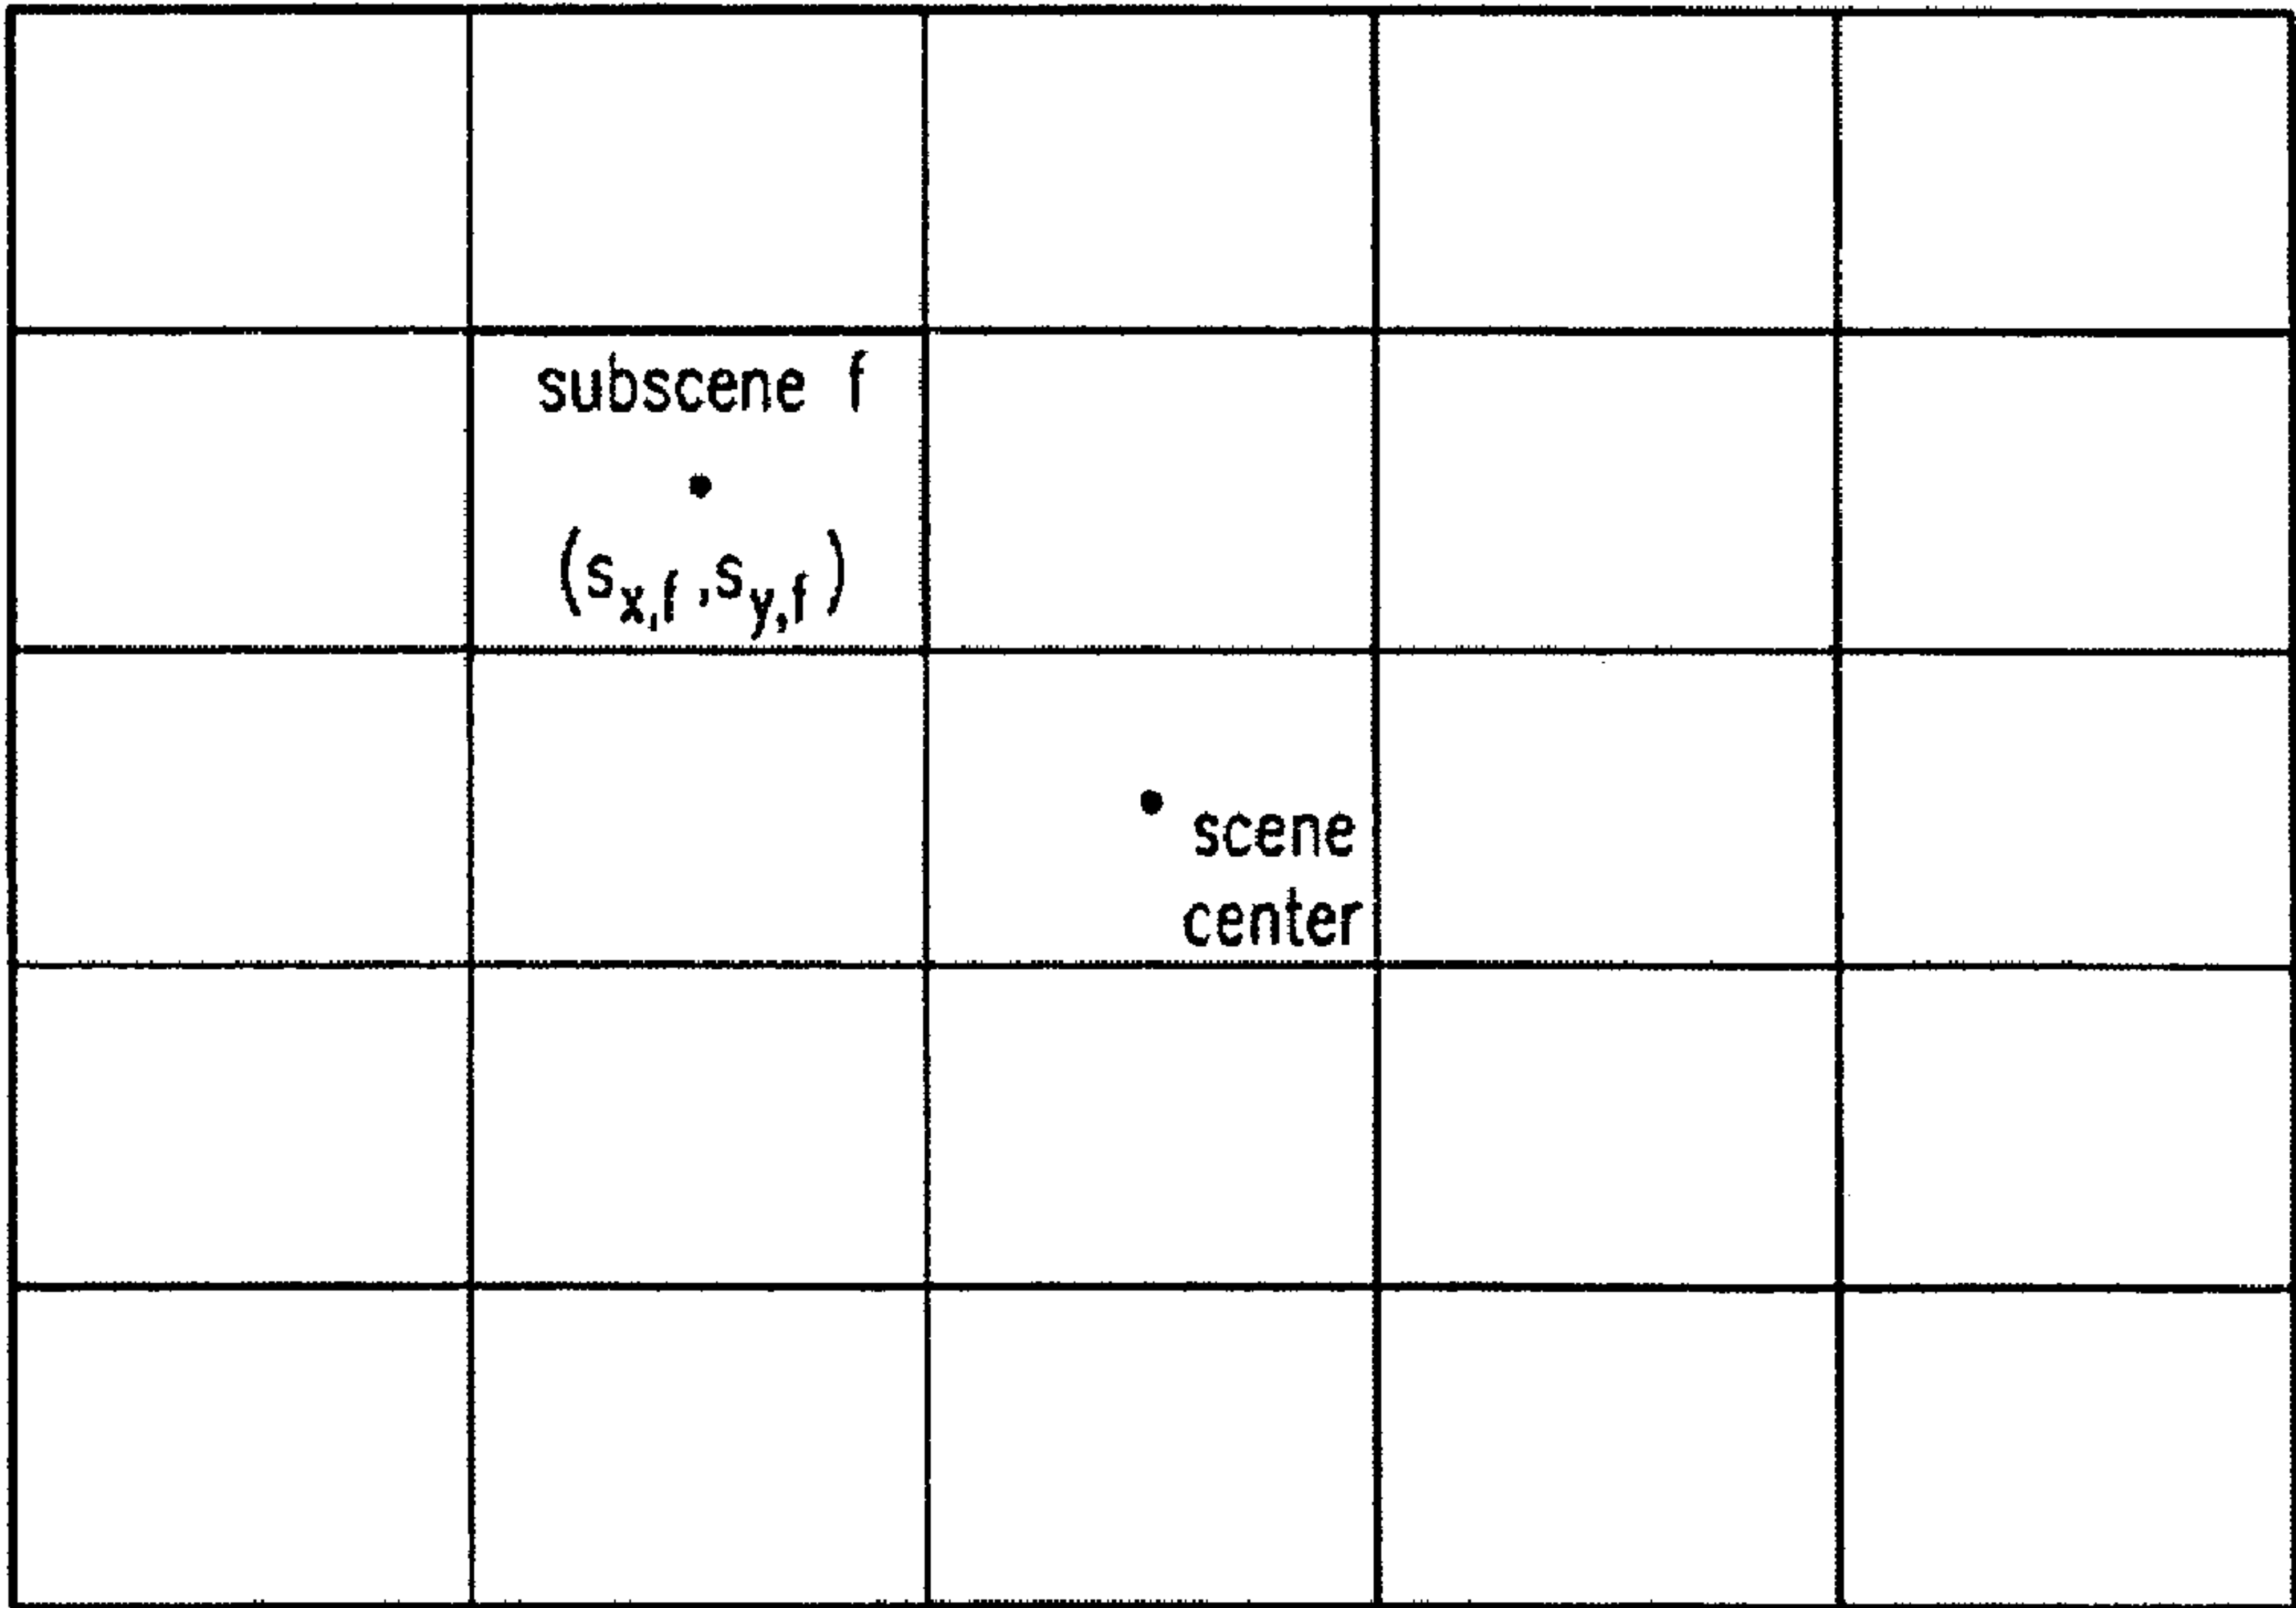 subscene f
(s_{x,f} ,s_{y,f})
scene
center